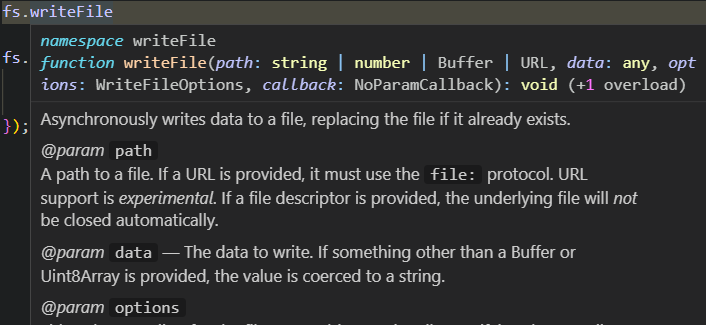 fs.writeFile
fs.
});
namespace writeFile
function writeFile(path: string | number | Buffer | URL, data: any, opt
ions: WriteFileOptions, callback: NoParamCallback): void (+1 overload)
Asynchronously writes data to a file, replacing the file if it already exists.
@param path
A path to a file. If a URL is provided, it must use the file: protocol. URL
support is experimental. If a file descriptor is provided, the underlying file will not
be closed automatically.
@param data — The data to write. If something other than a Buffer or
Uint8Array is provided, the value is coerced to a string.
@param options